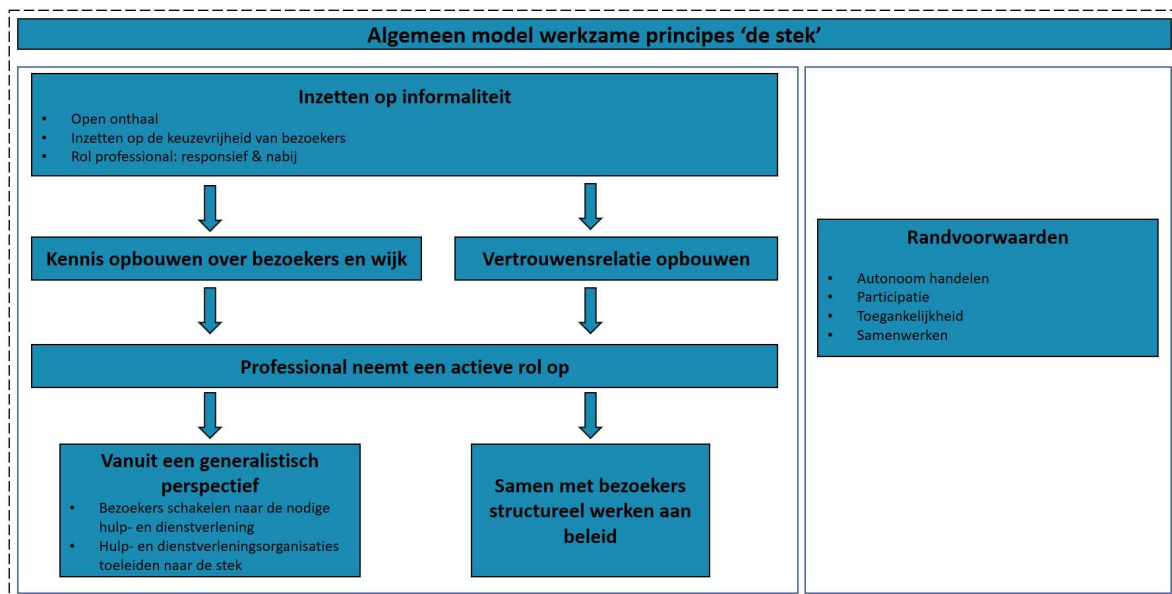 Algemeen model werkzame principes ‘de stek’
Inzetten op informaliteit
• Open onthaal
• Inzetten op de keuzevrijheid van bezoekers
• Rol professional: responsief & nabij
Kennis opbouwen over bezoekers en wijk
Vertrouwensrelatie opbouwen
Professional neemt een actieve rol op
Vanuit een generalistisch
perspectief
• Bezoekers schakelen naar de nodige
hulp- en dienstverlening
• Hulp- en dienstverleningsorganisaties
toeleiden naar de stek
Samen met bezoekers
structureel werken aan
beleid
Randvoorwaarden
• Autonoom handelen
• Participatie
• Toegankelijkheid
• Samenwerken